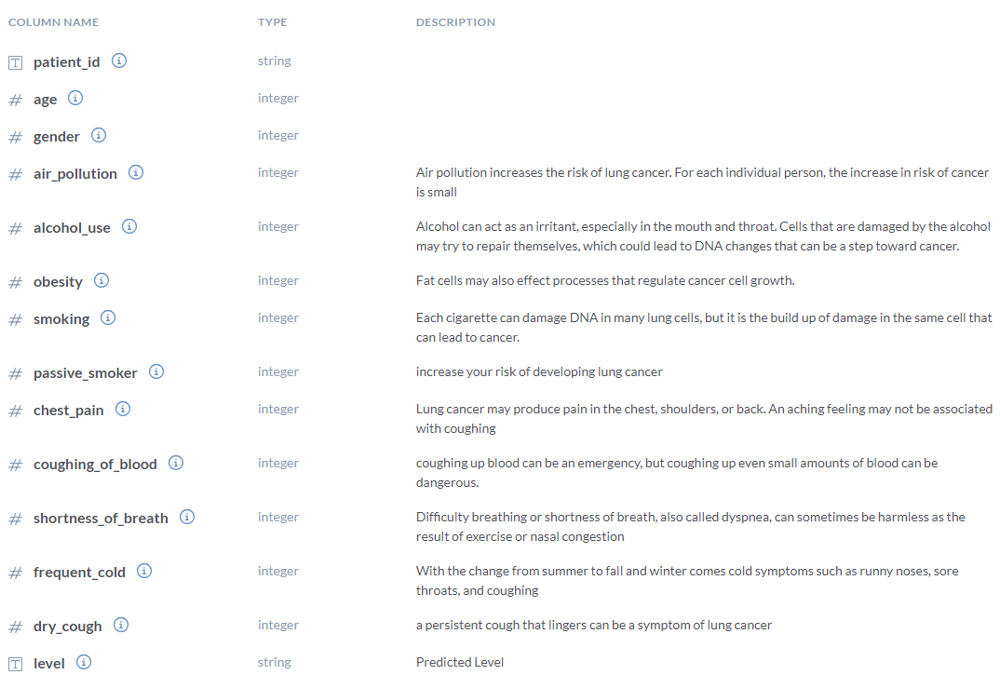 COLUMN NAME TYPE DESCRIPTION
patient_id string
age integer
gender integer
air_pollution integer Air pollution increases the risk of lung cancer. For each individual person, the increase in risk of cancer
is small
alcohol_use integer Alcohol can act as an irritant, especially in the mouth and throat. Cells that are damaged by the alcohol
may try to repair themselves, which could lead to DNA changes that can be a step toward cancer.
obesity integer Fat cells may also effect processes that regulate cancer cell growth.
smoking integer Each cigarette can damage DNA in many lung cells, but it is the build up of damage in the same cell that
can lead to cancer.
passive_smoker integer increase your risk of developing lung cancer
chest_pain integer Lung cancer may produce pain in the chest, shoulders, or back. An aching feeling may not be associated
with coughing
coughing_of_blood integer coughing up blood can be an emergency, but coughing up even small amounts of blood can be
dangerous.
shortness_of_breath integer Difficulty breathing or shortness of breath, also called dyspnea, can sometimes be harmless as the
result of exercise or nasal congestion
frequent_cold integer With the change from summer to fall and winter comes cold symptoms such as runny noses, sore
throats, and coughing
dry_cough integer a persistent cough that lingers can be a symptom of lung cancer
level string Predicted Level